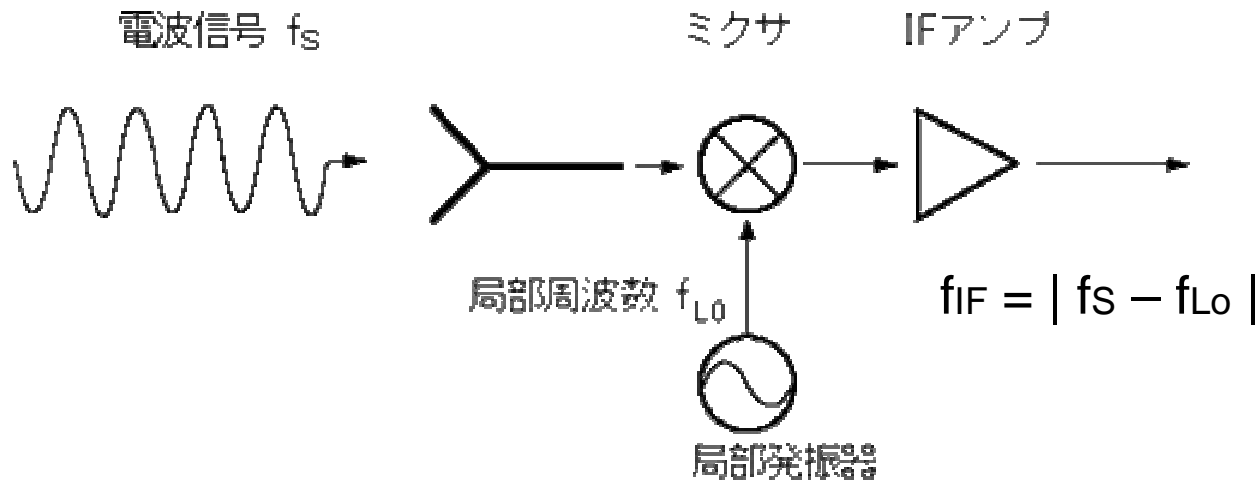 電波信号 fS
ミクサ
IFアンプ
局部周波数 fLO
fIF = | fS − fLo |
局部発振器